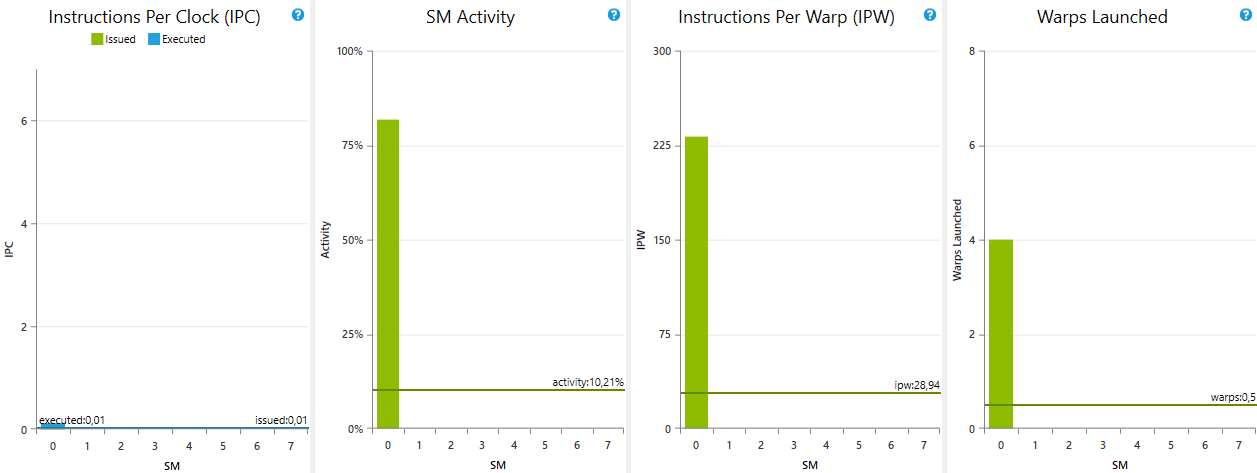 Instructions Per Clock (IPC) ?
Issued Executed
6
4
2
0
IPC
executed:0,01 issued:0,01
0 1 2 3 4 5 6 7
SM
SM Activity ?
100%
75%
50%
25%
0%
Activity
activity:10,21%
0 1 2 3 4 5 6 7
SM
Instructions Per Warp (IPW) ?
300
225
150
75
0
IPW
ipw:28,94
0 1 2 3 4 5 6 7
SM
Warps Launched ?
8
6
4
2
0
Warps Launched
warps:0,5
0 1 2 3 4 5 6 7
SM